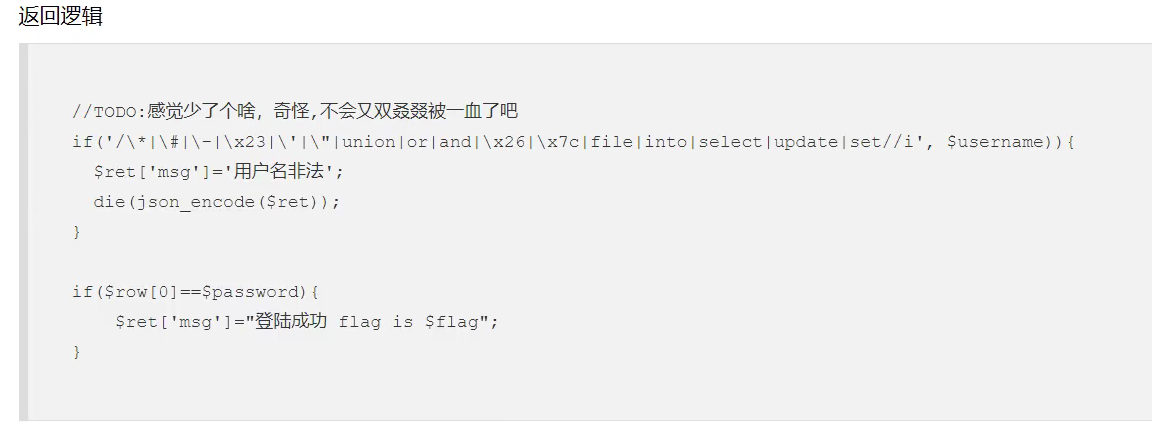 返回逻辑
//TODO:感觉少了个啥，奇怪,不会又双叒叕被一血了吧
if('/\*|\#|\-|\x23|\'|\"|union|or|and|\x26|\x7c|file|into|select|update|set//i', $username)){
$ret['msg']='用户名非法';
die(json_encode($ret));
}
if($row[0]==$password){
$ret['msg']="登陆成功 flag is $flag";
}